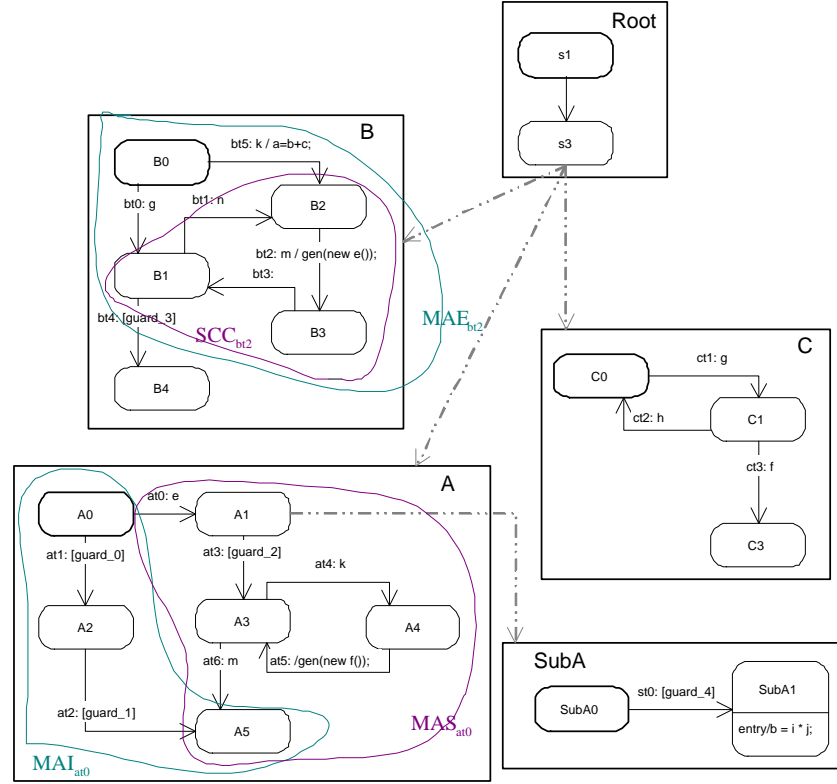 Root
s1
s3
B
bt5: k / a=b+c;
B0
bt0: g
bt1: n
B2
bt2: m / gen(new e());
B1
bt3:
bt4: [guard_3]
SCCbt2
MAEbt2
B3
B4
C
ct1: g
C0
C1
ct2: h
ct3: f
C3
A
at0: e
A0
A1
at1: [guard_0]
at3: [guard_2]
at4: k
A2
A3
A4
at6: m
at5: /gen(new f());
at2: [guard_1]
A5
MASat0
MAIat0
SubA
st0: [guard_4]
SubA0
SubA1
entry/b = i * j;